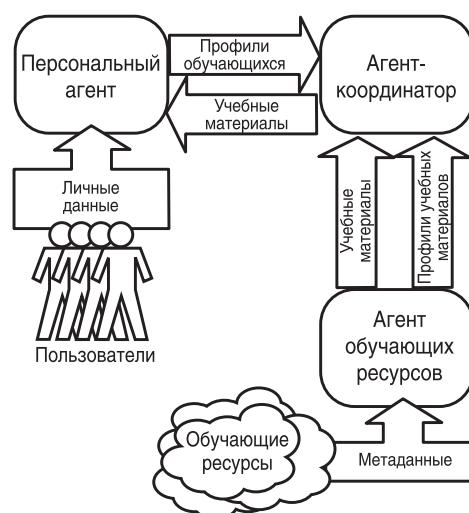 Персональный
агент
Профили
обучающихся
Учебные
материалы
Агент-
координатор
Личные
данные
Пользователи
Учебные
материалы
Профили учебных
материалов
Агент
обучающих
ресурсов
Обучающие
ресурсы
Метаданные